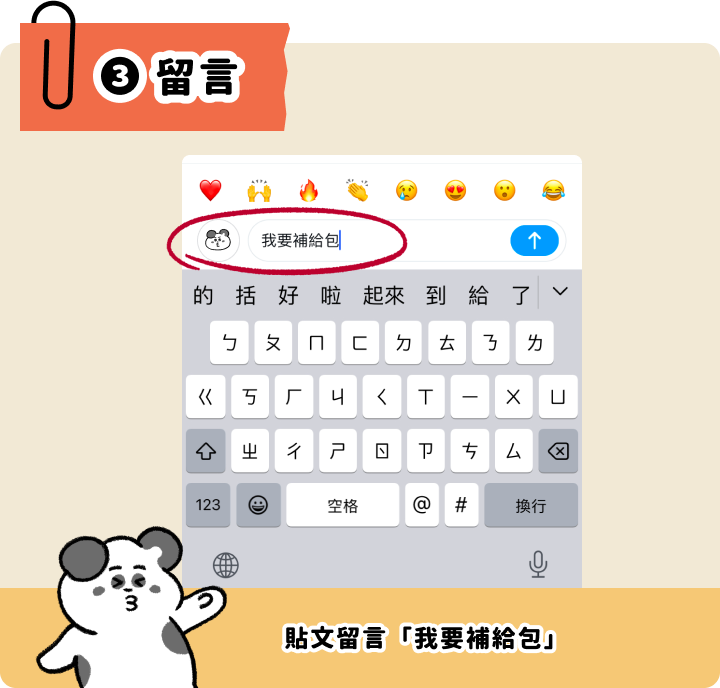 3 留言
我要補給包
的 括 好 啦 起來 到 給 了
ㄅ ㄆ ㄇ ㄈ ㄉ ㄊ ㄋ ㄌ
ㄍ ㄎ ㄏ ㄐ ㄑ ㄒ ㄧ ㄨ ㄩ
ㄓ ㄔ ㄕ ㄖ ㄗ ㄘ ㄙ
123 空格 @ # 換行
貼文留言「我要補給包」